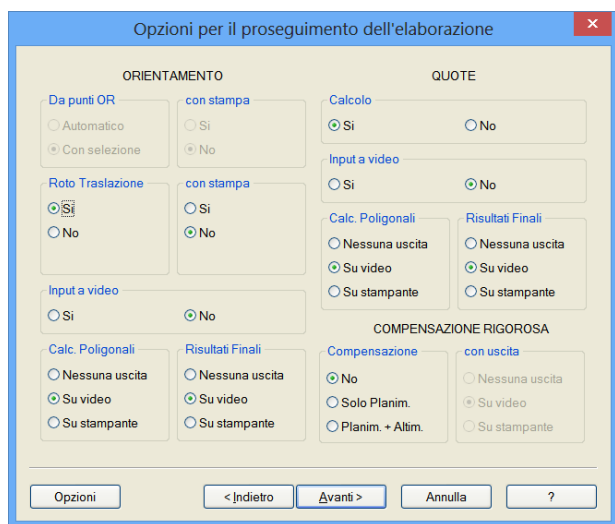 Opzioni per il proseguimento dell'elaborazione
ORIENTAMENTO
Da punti OR
Automatico
Con selezione
con stampa
Si
No
Roto Traslazione
Si
No
con stampa
Si
No
Input a video
Si
No
Calc. Poligonali
Nessuna uscita
Su video
Su stampante
Risultati Finali
Nessuna uscita
Su video
Su stampante
QUOTE
Calcolo
Si
No
Input a video
Si
No
Calc. Poligonali
Nessuna uscita
Su video
Su stampante
Risultati Finali
Nessuna uscita
Su video
Su stampante
COMPENSAZIONE RIGOROSA
Compensazione
No
Solo Planim.
Planim. + Altim.
con uscita
Nessuna uscita
Su video
Su stampante
Opzioni
< Indietro
Avanti >
Annulla
?